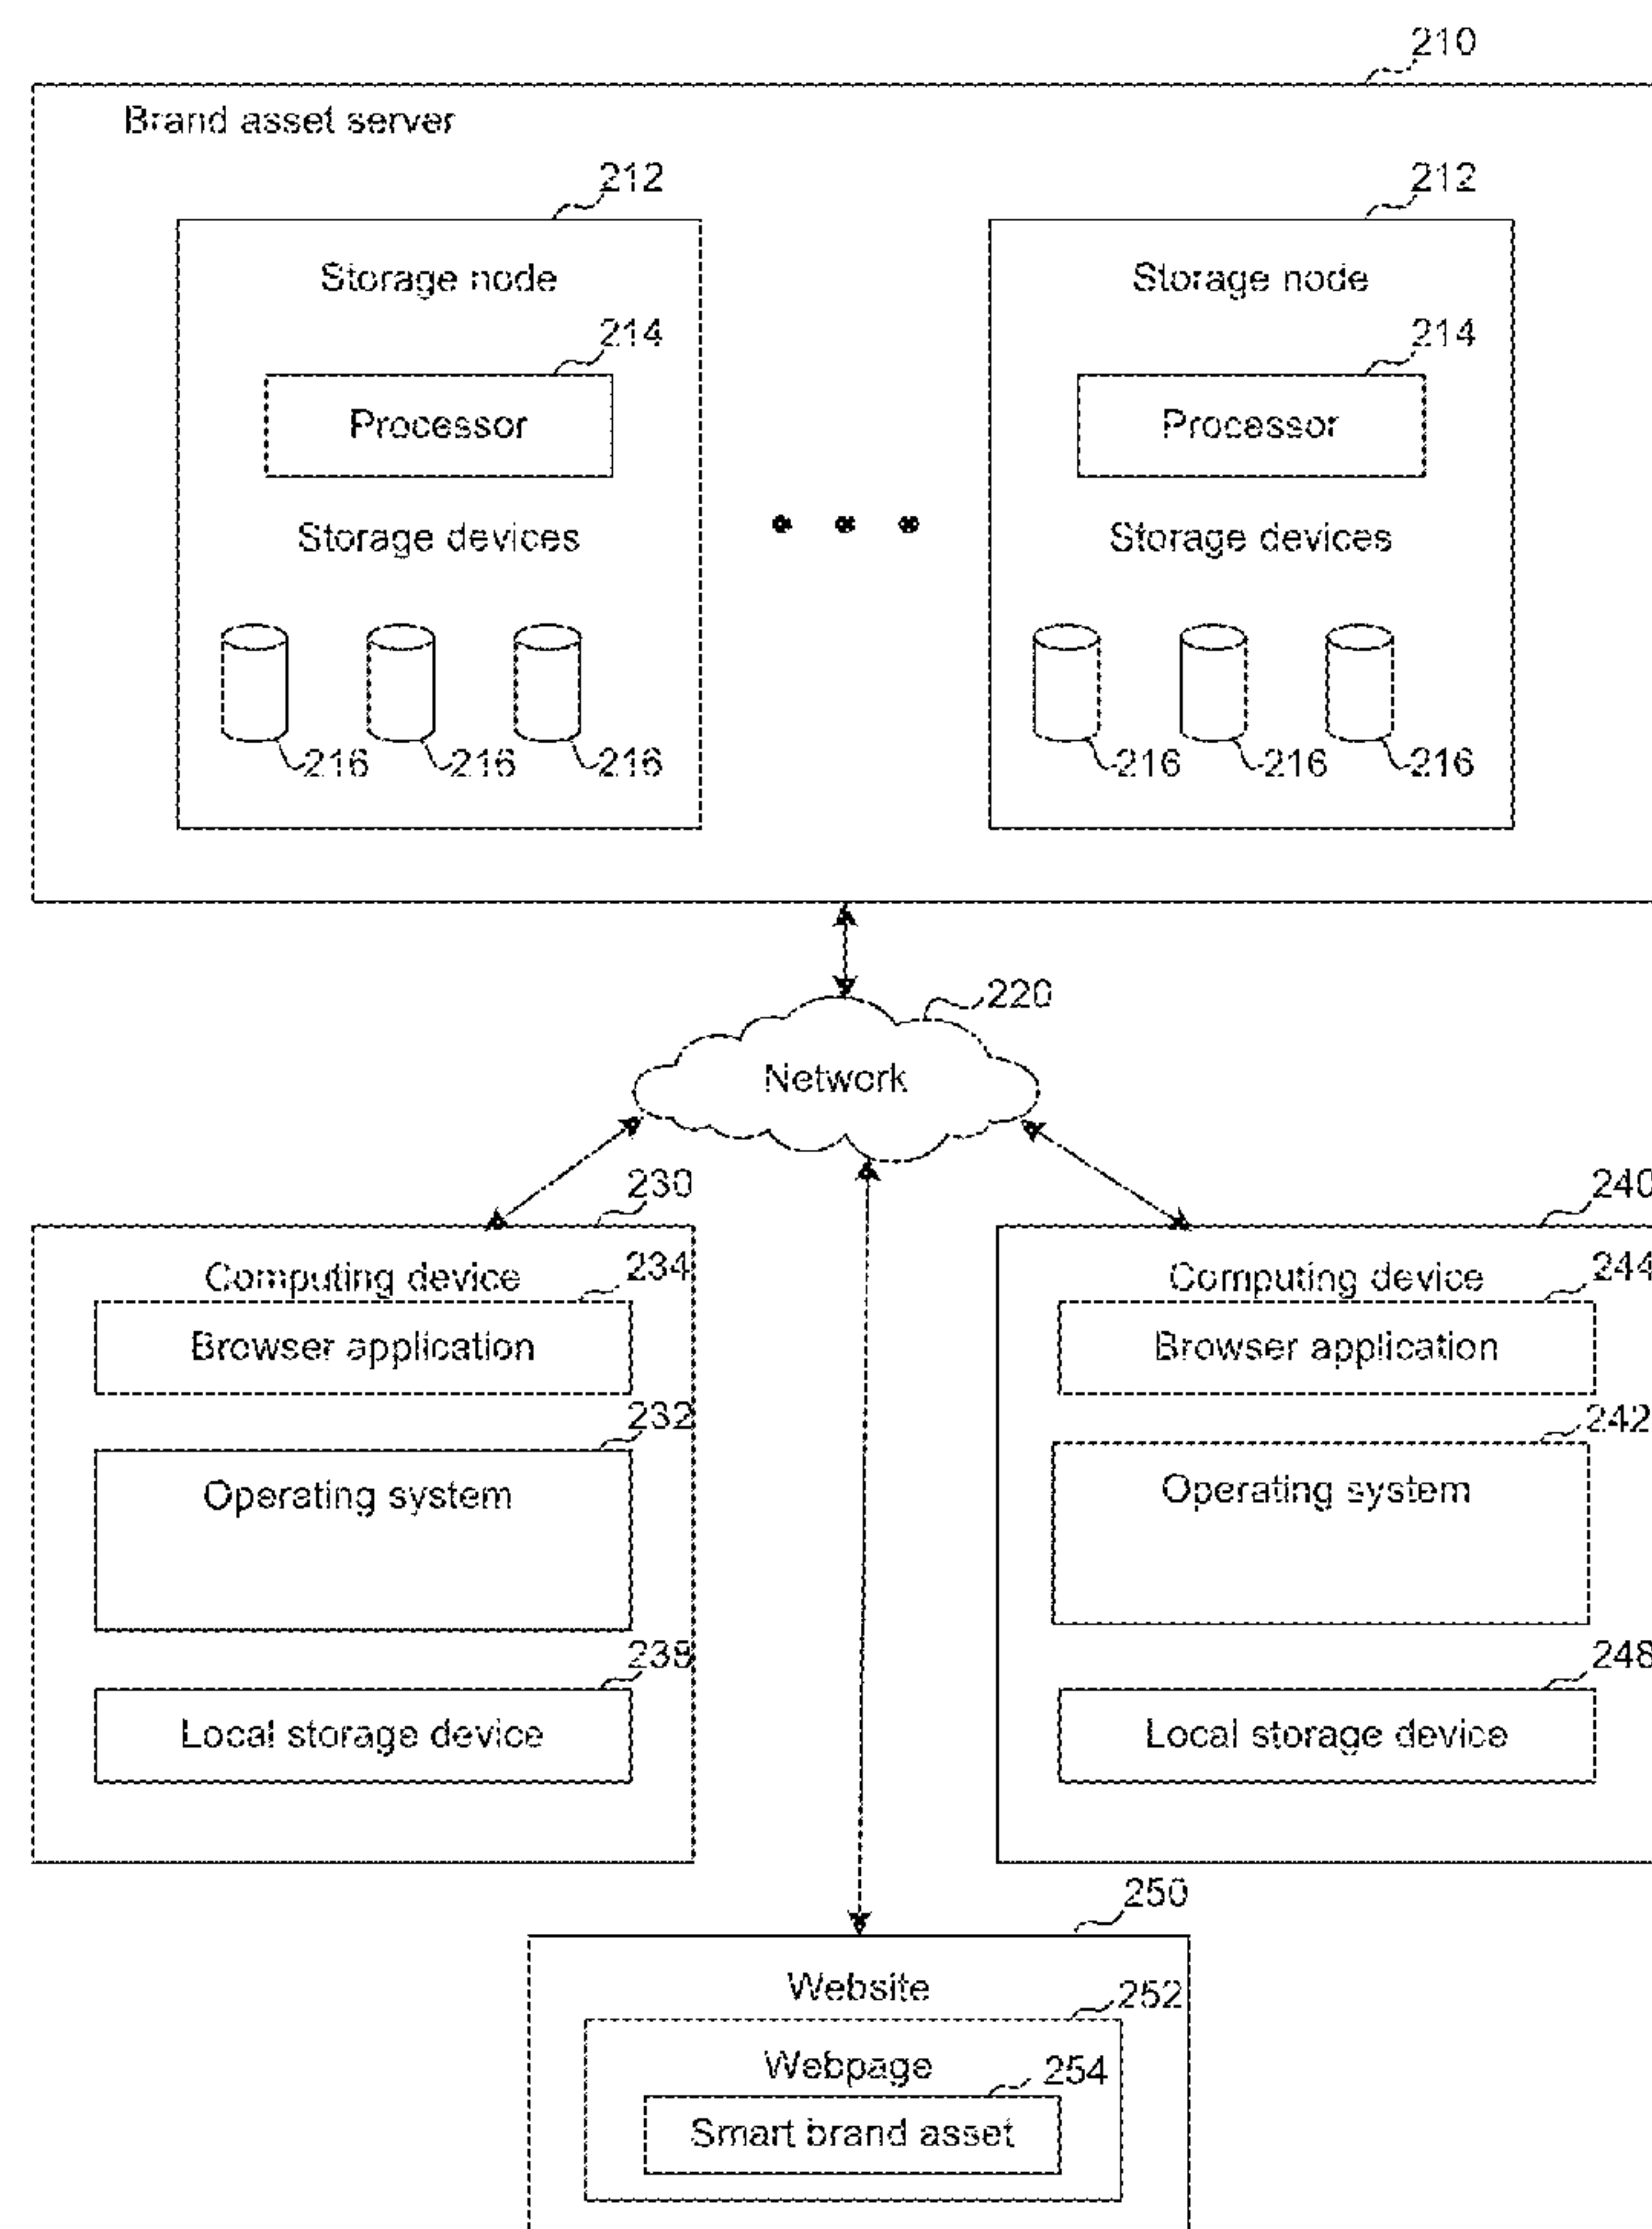 210
Brand asset server
212
212
Storage node
Storage node
214
214
Processor
Processor
Storage devices
Storage devices
216
216
216
216
216
216
220
Network
230
240
Computing device
234
Computing device
244
Browser application
Browser application
232
242
Operating system
Operating system
238
248
Local storage device
Local storage device
250
Website
252
Webpage
254
Smart brand asset